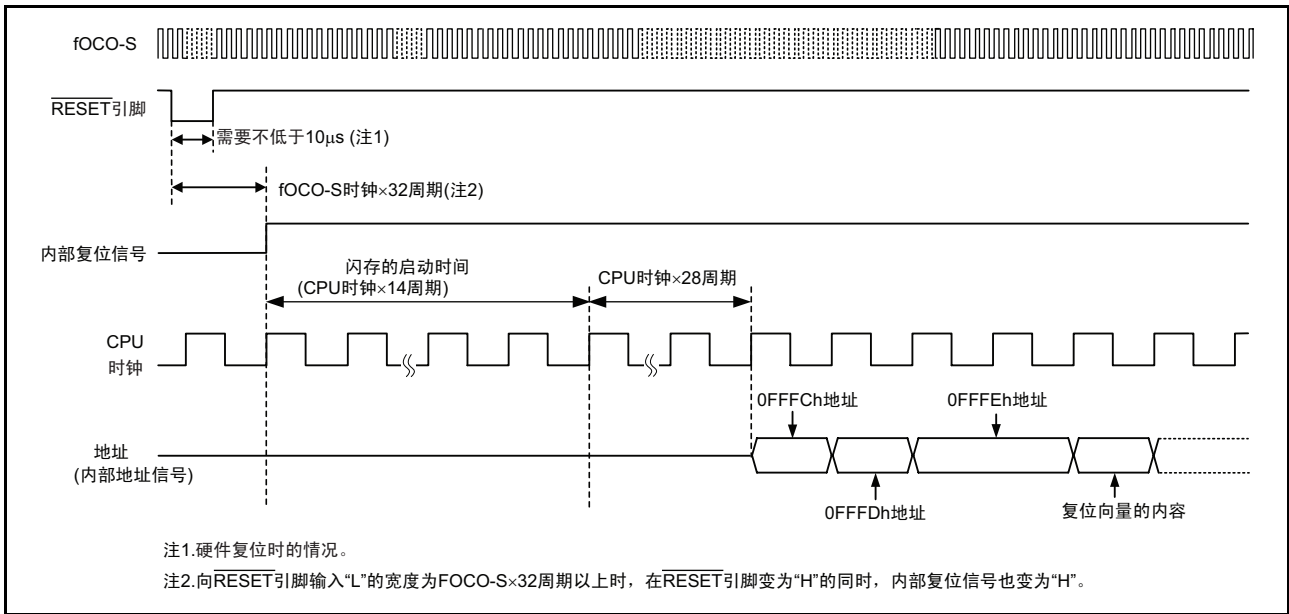 fOCO-S
RESET引脚
需要不低于10μs (注1)
fOCO-S时钟×32周期(注2)
内部复位信号
闪存的启动时间
(CPU时钟×14周期)
CPU时钟×28周期
CPU
时钟
0FFFCh地址
0FFFEh地址
地址
(内部地址信号)
0FFFDh地址
复位向量的内容
注1.硬件复位时的情况。
注2.向RESET引脚输入“L”的宽度为FOCO-S×32周期以上时，在RESET引脚变为“H”的同时，内部复位信号也变为“H”。